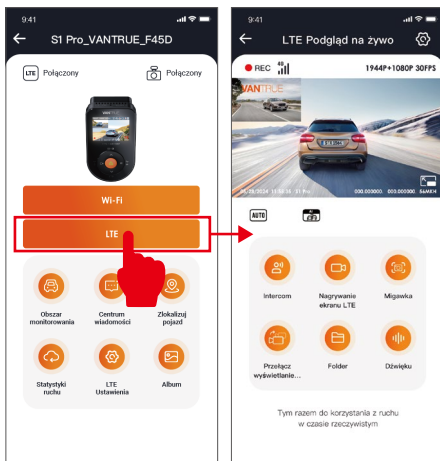 9:41
S1 Pro_VANTRUE_F45D
LTE Połączony
Połączony
Wi-Fi
LTE
Obszar
monitorowania
Centrum
wiadomości
Zlokalizuj
pojazd
Statystyki
ruchu
LTE
Ustawienia
Album
9:41
LTE Podgląd na żywo
REC 4G
1944P+1080P 30FPS
VANTRUE
AUTO
Intercom
Nagrywanie
ekranu LTE
Migawka
Przełącz
wyświetlanie...
Folder
Dźwięku
Tym razem do korzystania z ruchu
w czasie rzeczywistym